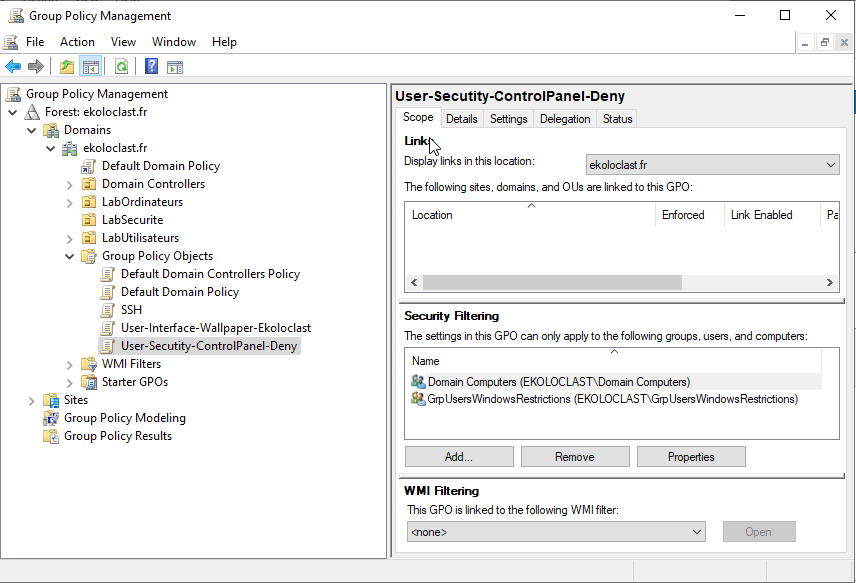 Group Policy Management
File Action View Window Help
Group Policy Management
Forest: ekoloclast.fr
Domains
ekoloclast.fr
Default Domain Policy
Domain Controllers
LabOrdinateurs
LabSecurite
LabUtilisateurs
Group Policy Objects
Default Domain Controllers Policy
Default Domain Policy
SSH
User-Interface-Wallpaper-Ekoloclast
User-Secutity-ControlPanel-Deny
WMI Filters
Starter GPOs
Sites
Group Policy Modeling
Group Policy Results
User-Secutity-ControlPanel-Deny
Scope Details Settings Delegation Status
Links
Display links in this location: ekoloclast.fr
The following sites, domains, and OUs are linked to this GPO:
Location Enforced Link Enabled Pa
Security Filtering
The settings in this GPO can only apply to the following groups, users, and computers:
Name
Domain Computers (EKOLOCLAST\Domain Computers)
GrpUsersWindowsRestrictions (EKOLOCLAST\GrpUsersWindowsRestrictions)
Add... Remove Properties
WMI Filtering
This GPO is linked to the following WMI filter:
<none> Open